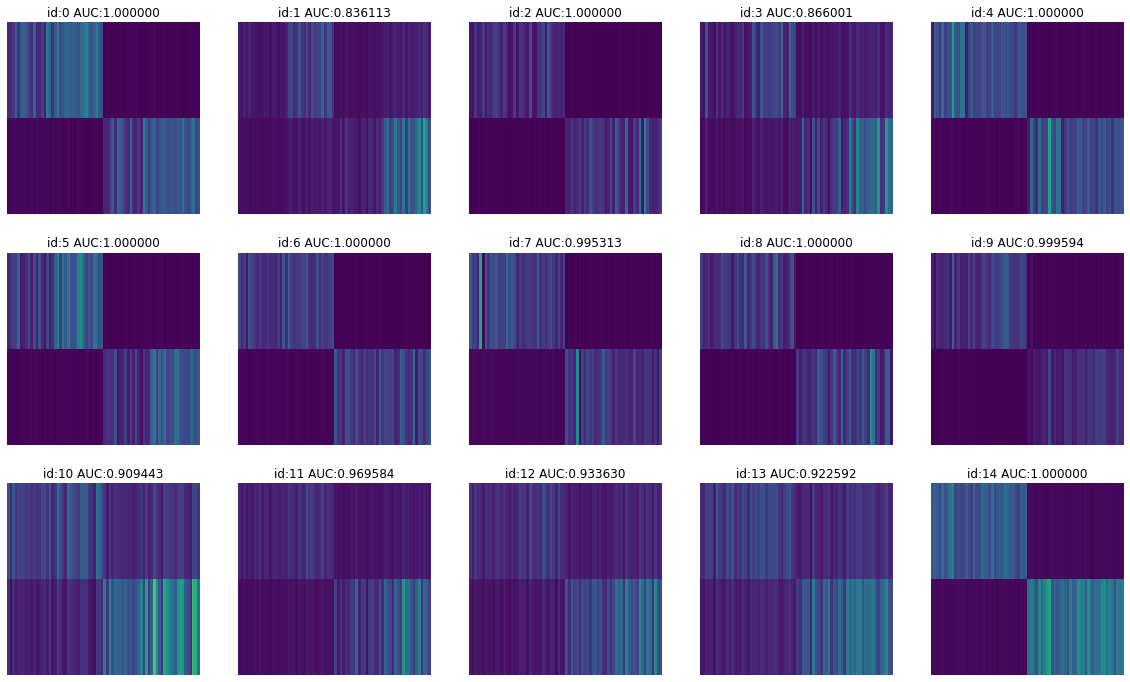 id:0 AUC:1.000000
id:1 AUC:0.836113
id:2 AUC:1.000000
id:3 AUC:0.866001
id:4 AUC:1.000000
id:5 AUC:1.000000
id:6 AUC:1.000000
id:7 AUC:0.995313
id:8 AUC:1.000000
id:9 AUC:0.999594
id:10 AUC:0.909443
id:11 AUC:0.969584
id:12 AUC:0.933630
id:13 AUC:0.922592
id:14 AUC:1.000000